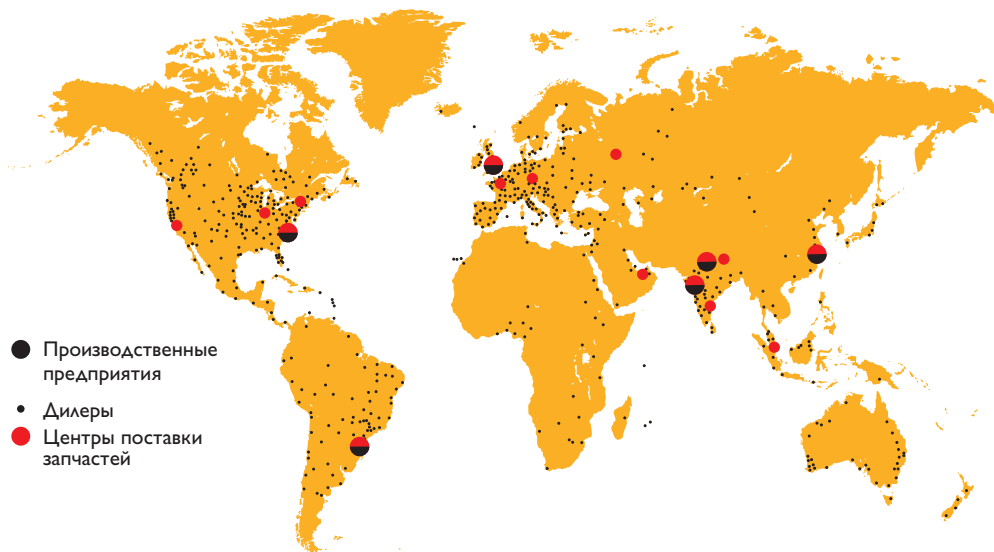 Производственные
предприятия
Дилеры
Центры поставки
запчастей